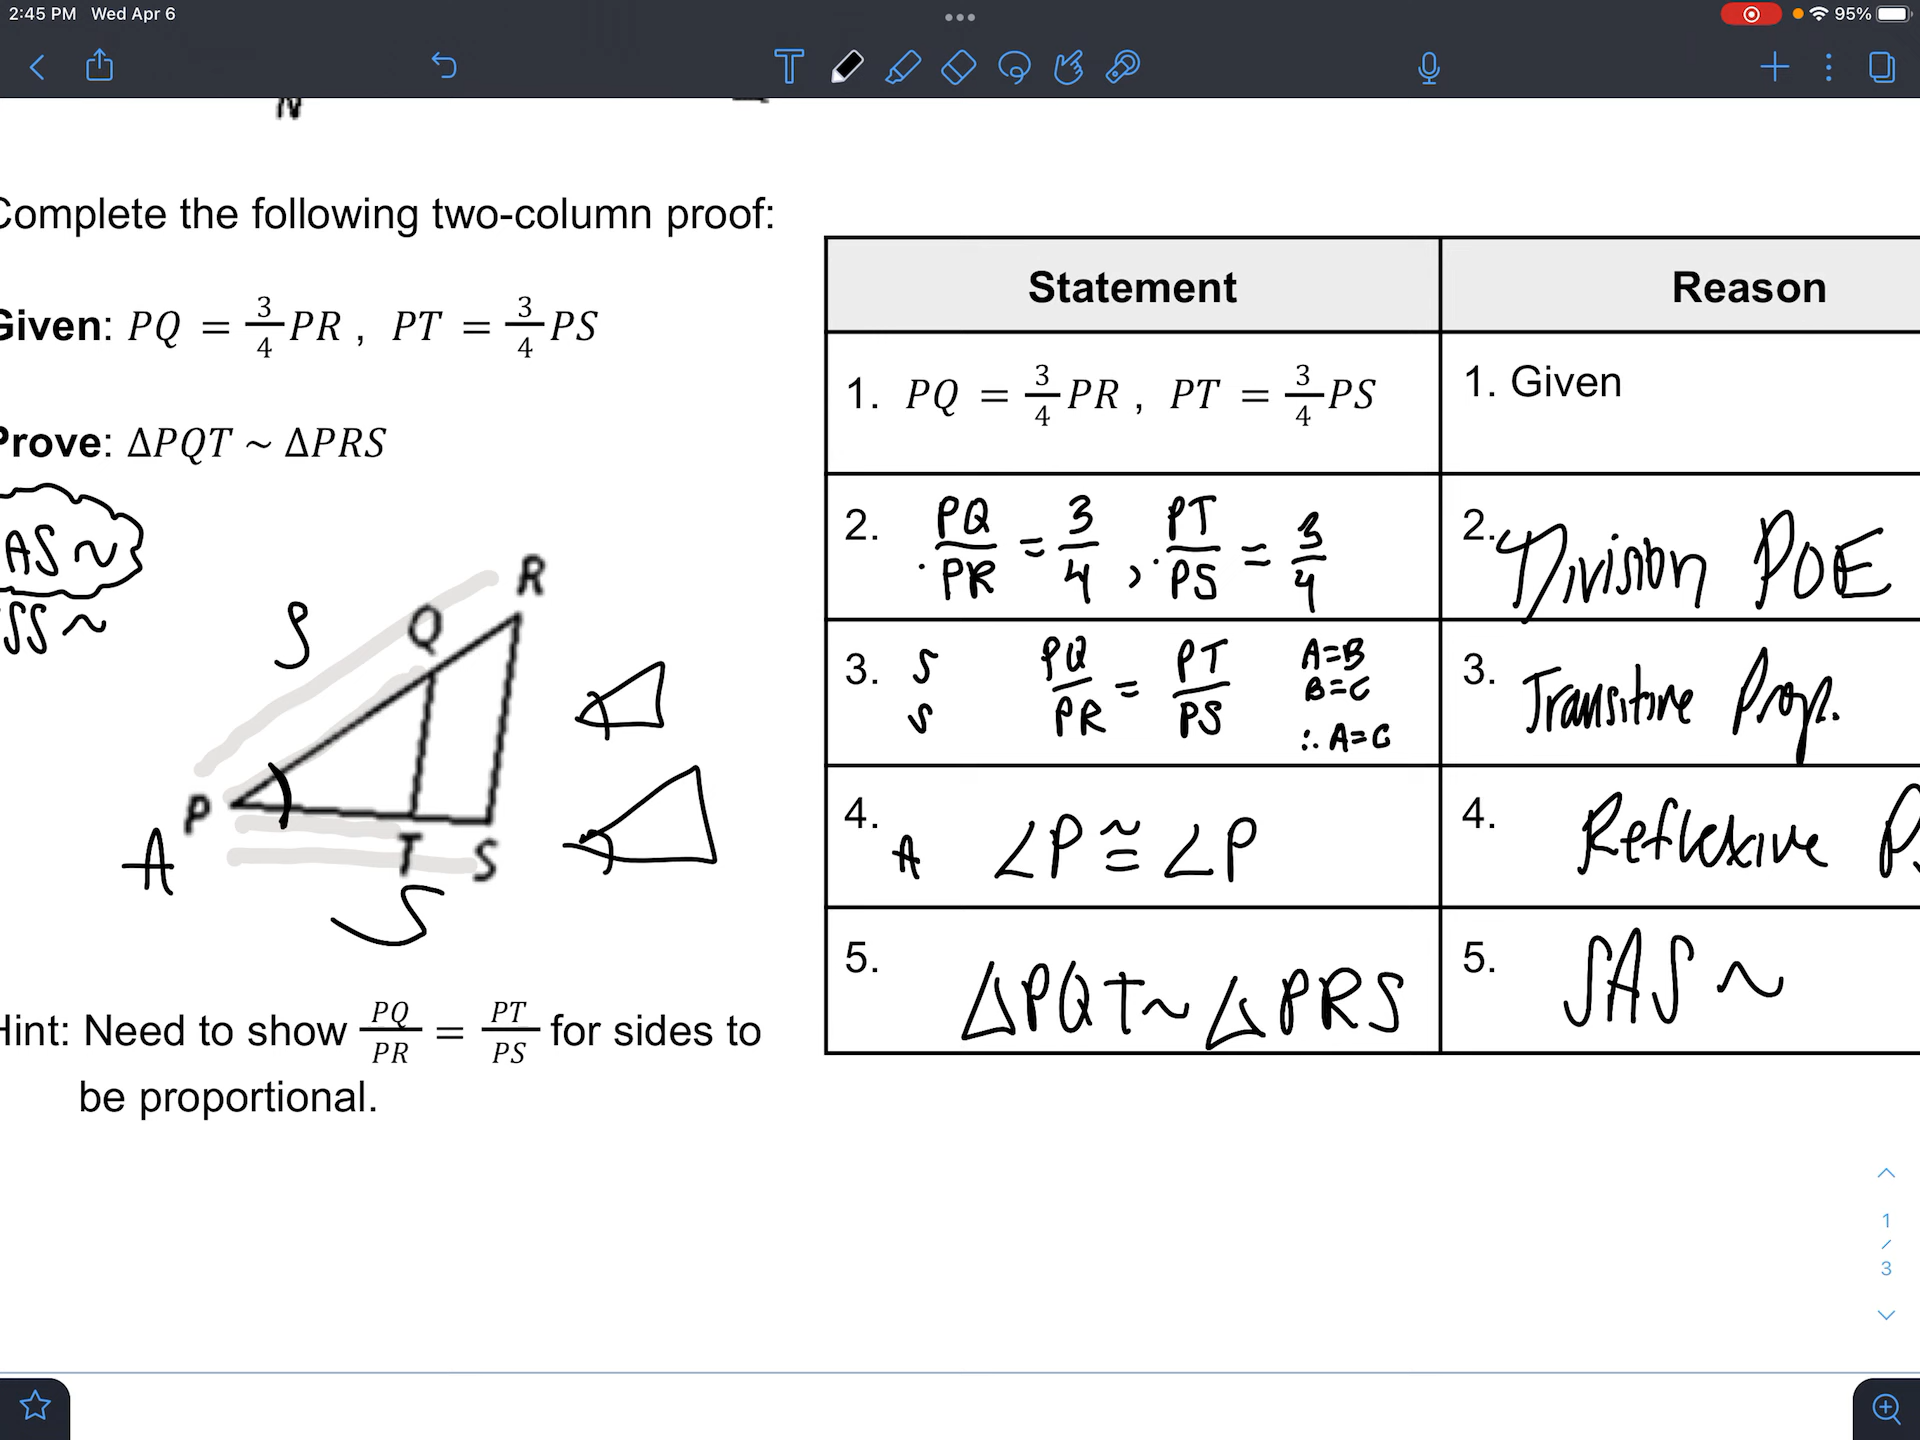 2:45 PM Wed Apr 6
95%
N
Complete the following two-column proof:
Given: PQ = 3/4 PR , PT = 3/4 PS
Prove: ΔPQT ~ ΔPRS
AS ~
SS ~
S
R
Q
P
T
S
A
S
Hint: Need to show PQ/PR = PT/PS for sides to
be proportional.
Statement
Reason
1. PQ = 3/4 PR , PT = 3/4 PS
1. Given
2. PQ/PR = 3/4 , PT/PS = 3/4
2. Division POE
3. S S PQ/PR = PT/PS
A=B
B=C
∴ A=C
3. Transitive Prop.
4. A ∠P ≅ ∠P
4. Reflexive P
5. ΔPQT ~ ΔPRS
5. SAS ~
1
/
3